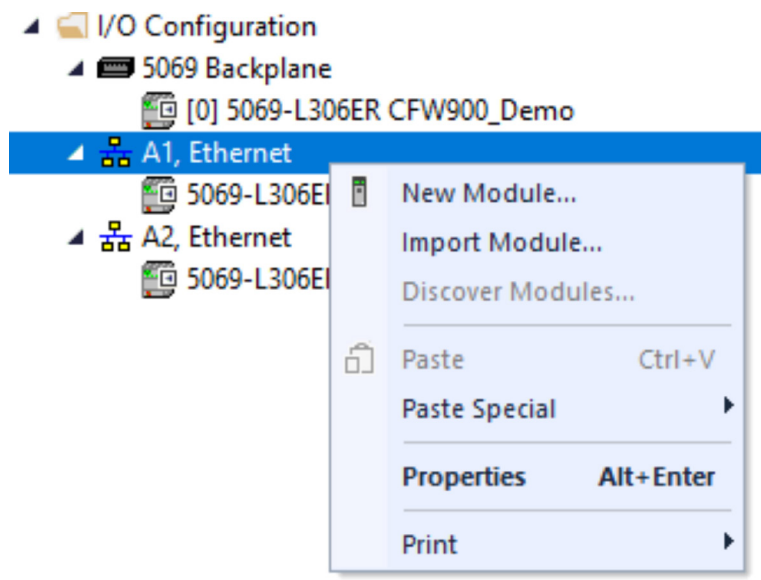 I/O Configuration
5069 Backplane
[0] 5069-L306ER CFW900_Demo
A1, Ethernet
5069-L306E
A2, Ethernet
5069-L306E
New Module...
Import Module...
Discover Modules...
Paste Ctrl+V
Paste Special
Properties Alt+Enter
Print